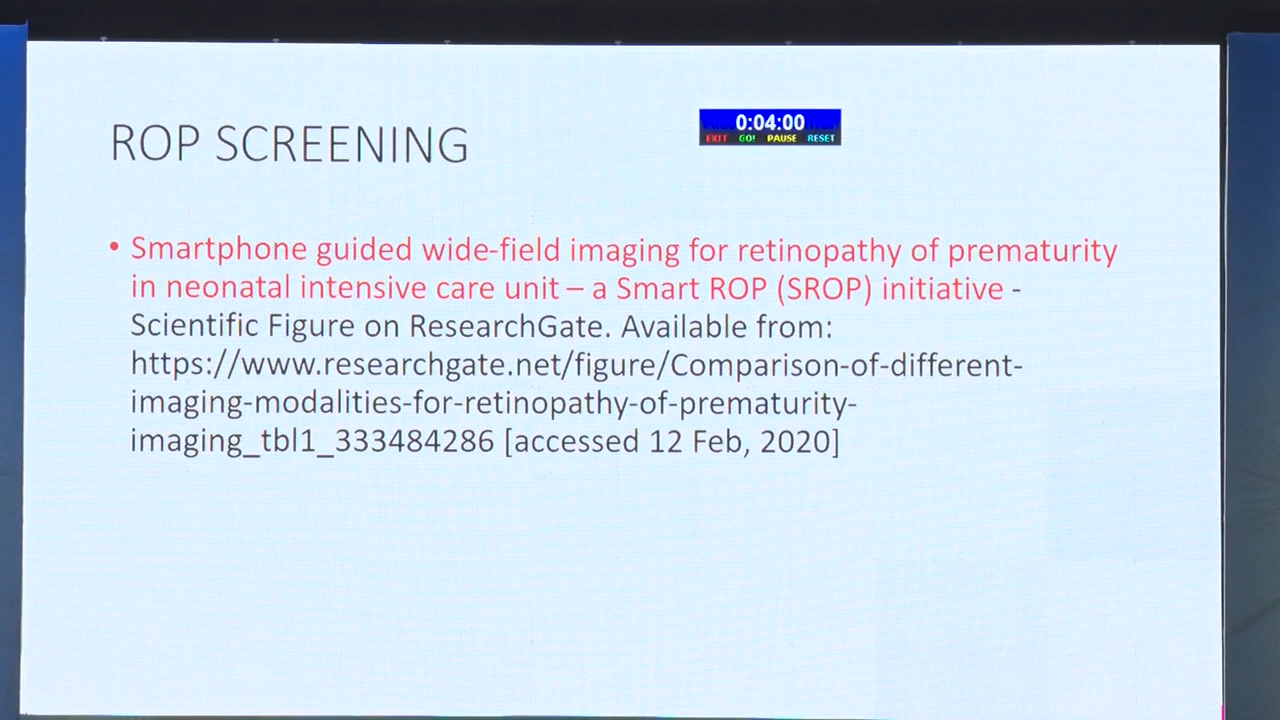 ROP SCREENING
0:04:00
EXIT GO! PAUSE RESET
• Smartphone guided wide-field imaging for retinopathy of prematurity
in neonatal intensive care unit – a Smart ROP (SROP) initiative -
Scientific Figure on ResearchGate. Available from:
https://www.researchgate.net/figure/Comparison-of-different-
imaging-modalities-for-retinopathy-of-prematurity-
imaging_tbl1_333484286 [accessed 12 Feb, 2020]